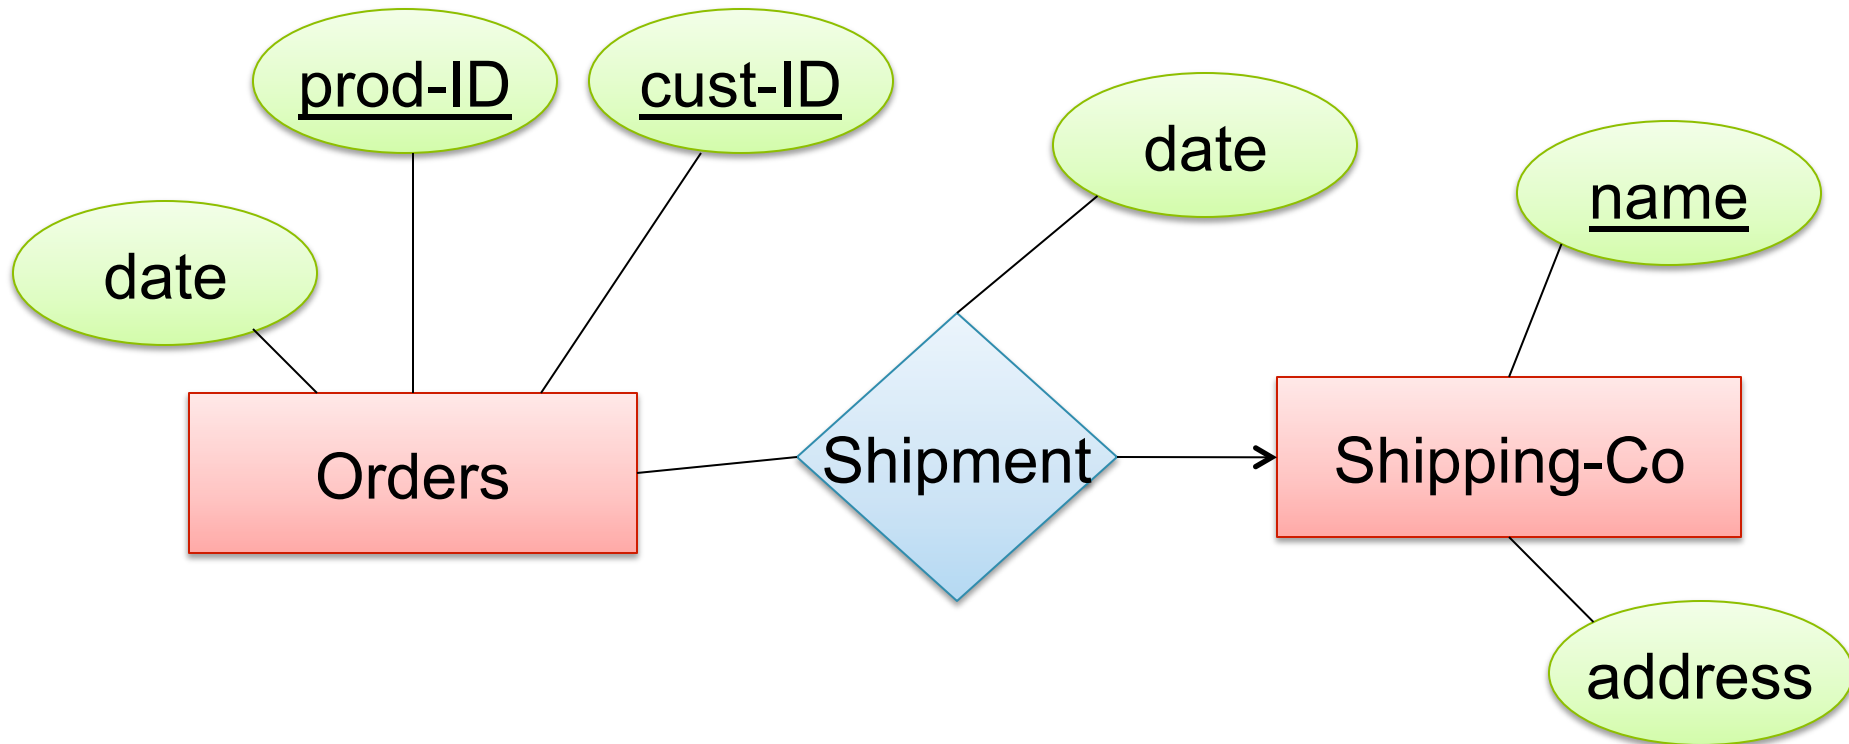 prod-ID
cust-ID
date
name
date
Orders
Shipment
Shipping-Co
address